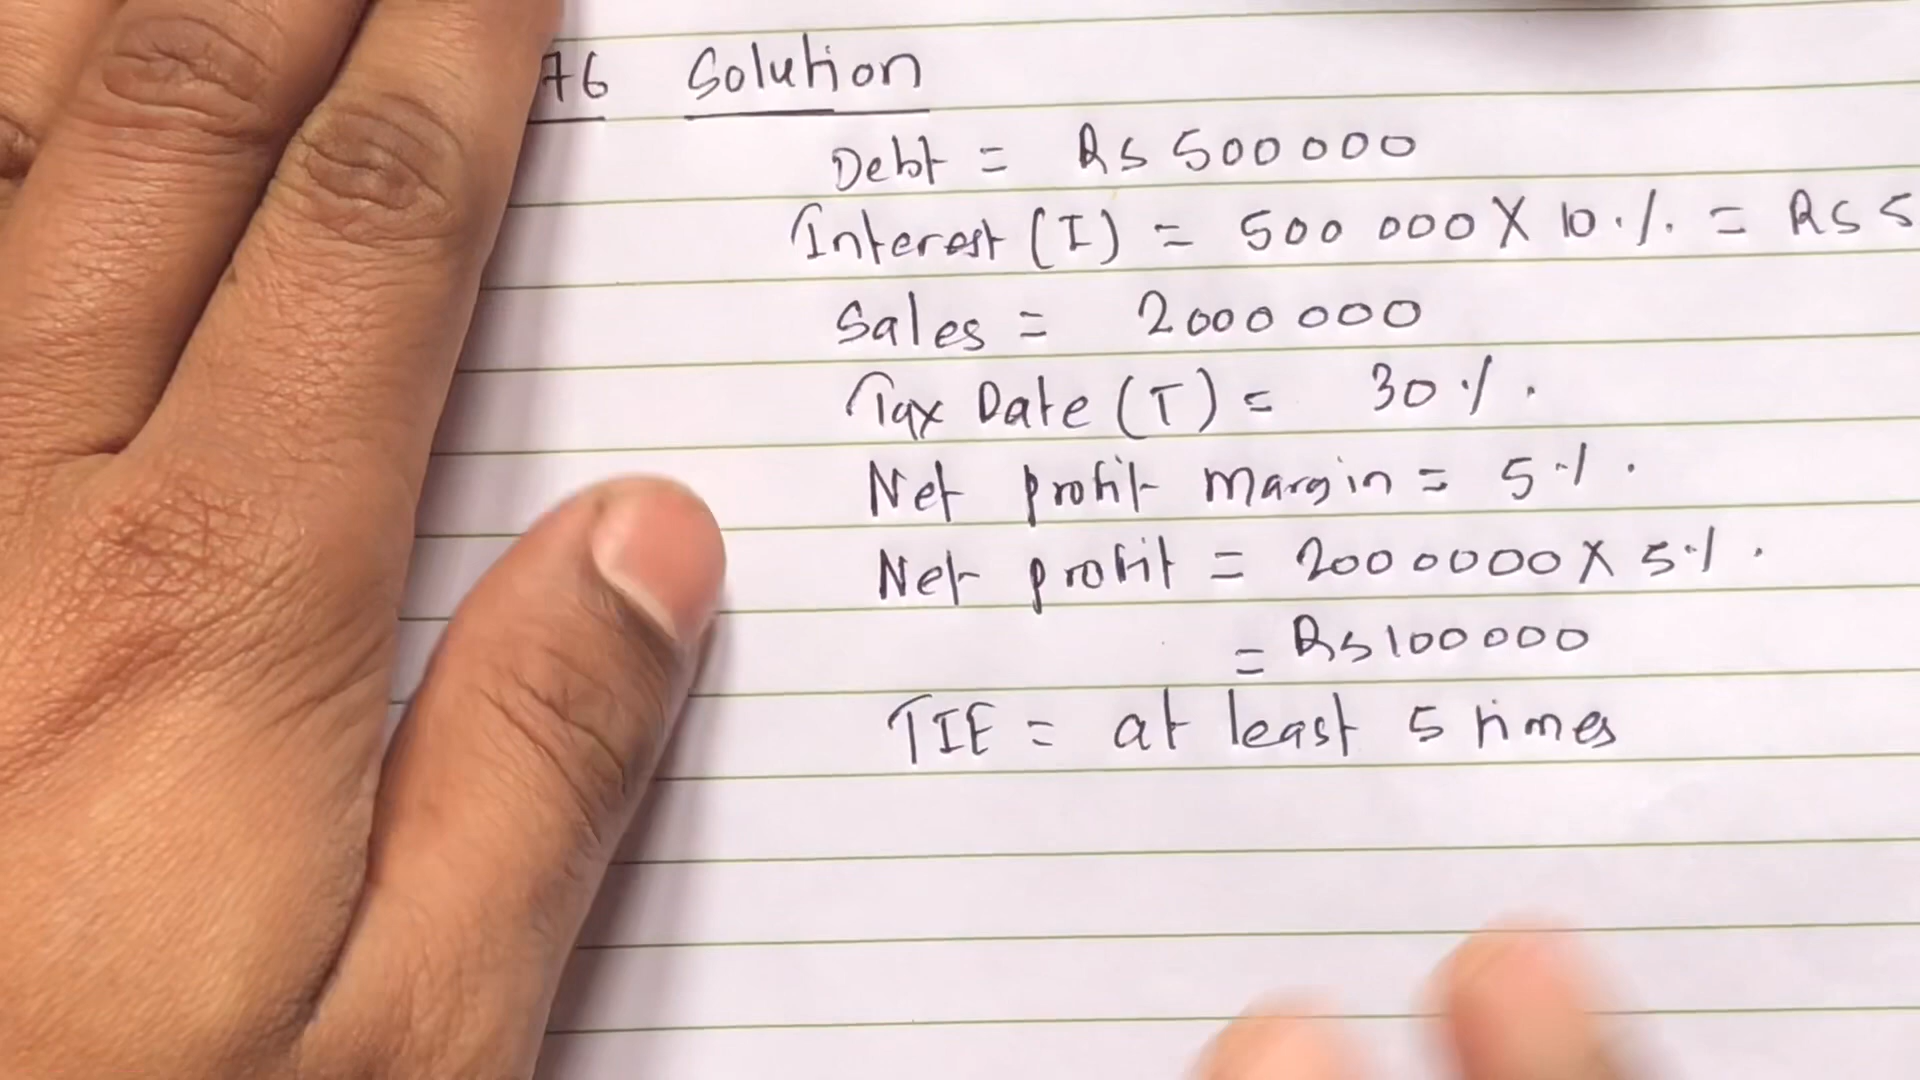 76 Solution
Debt = Rs 500000
Interest (I) = 500 000 X 10 % = Rs 5
Sales = 2000 000
Tax Date (T) = 30 %.
Net profit margin = 5 %.
Net profit = 2000000 X 5 %.
= Rs 100000
TIE = at least 5 times